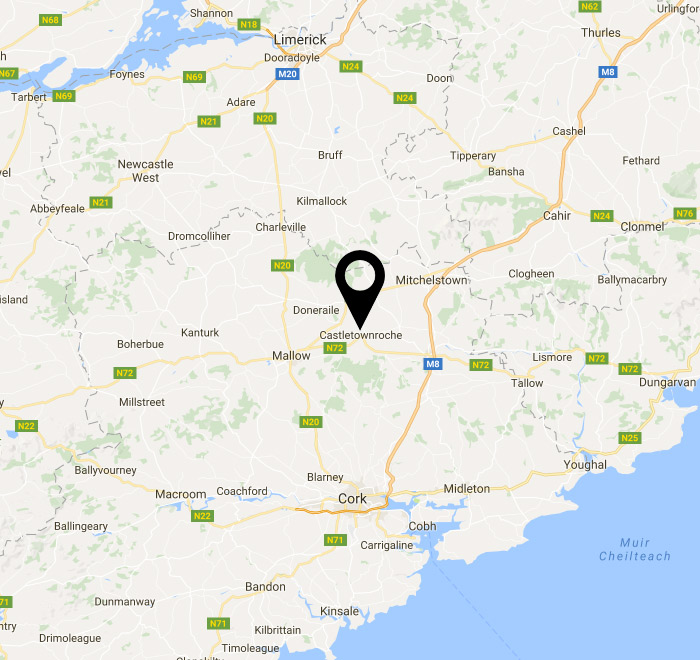 Shannon
N68
N18
N62
Urlingfor
Limerick
Thurles
Dooradoyle
h
N67
Foynes
N69
M20
N24
Doon
M8
Tarbert
N69
Adare
N24
N21
N20
Cashel
Bruff
Tipperary
Fethard
Newcastle
West
Bansha
vel
N21
Abbeyfeale
Kilmallock
Cahir
N24
N76
Clonmel
Charleville
Dromcolliher
N20
Mitchelstown
Clogheen
Ballymacarbry
island
Doneraile
Kanturk
Castletownroche
Boherbue
N72
Mallow
M8
N72
Lismore
N72
N72
N72
Tallow
Dungarvan
y
Millstreet
N22
N20
N25
Ballyvourney
Blarney
Youghal
Macroom
Coachford
Cork
Midleton
N22
Ballingeary
Cobh
N71
Carrigaline
Muir
Cheilteach
Bandon
71
Dunmanway
Kinsale
ntry
N71
Kilbrittain
Drimoleague
Timoleague
Clonakilty